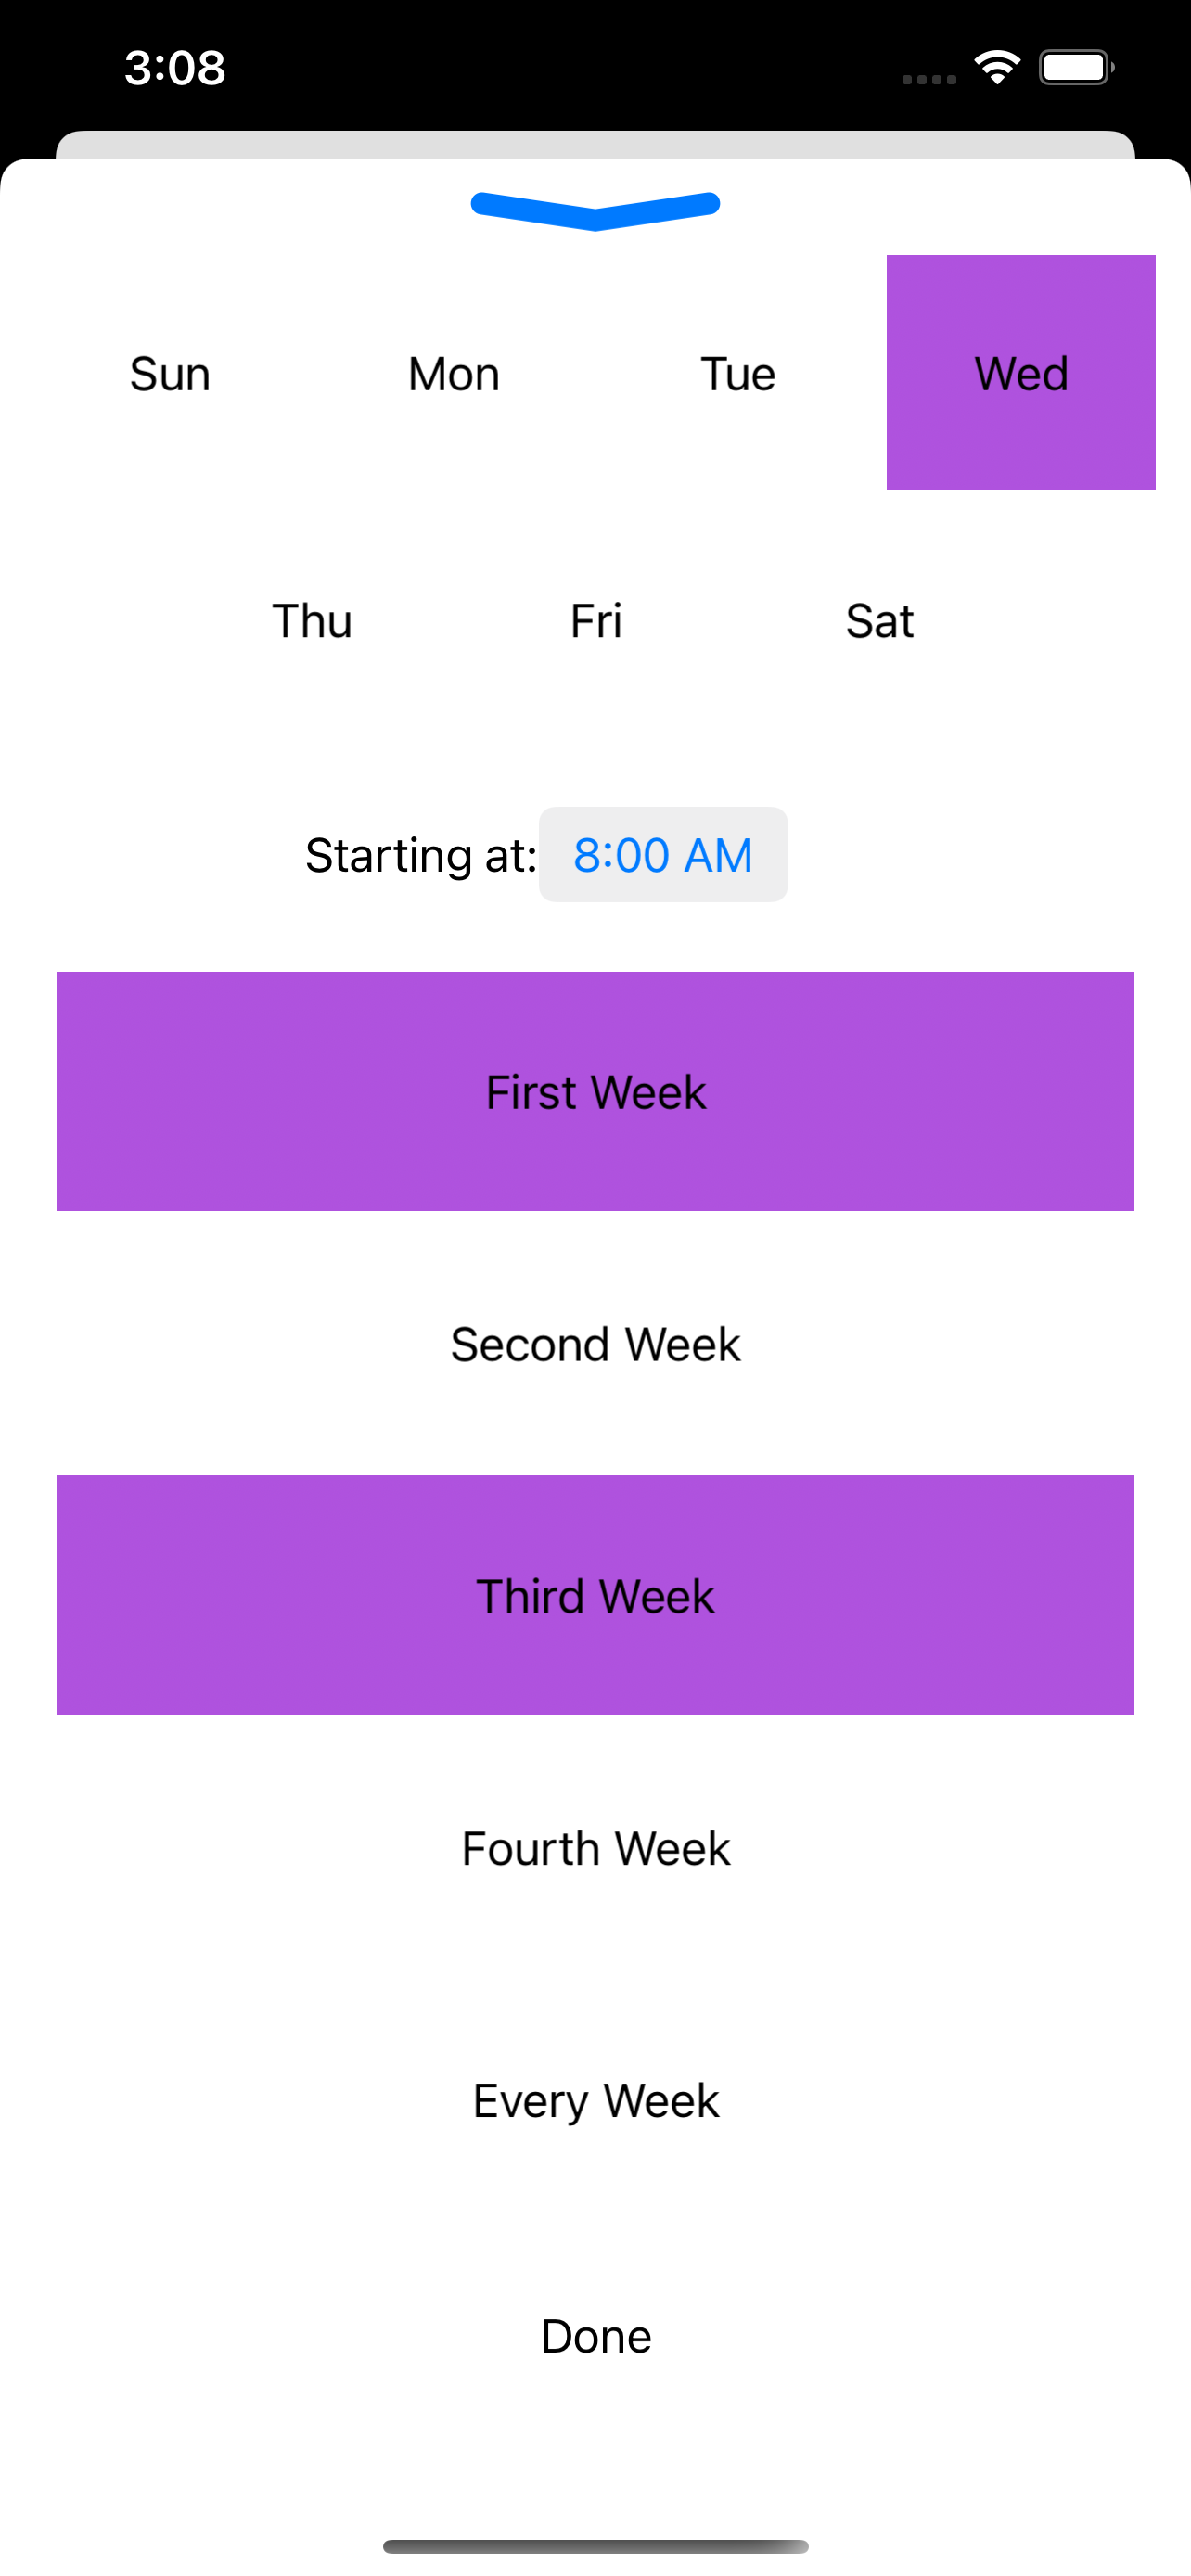 3:08
Sun Mon Tue Wed
Thu Fri Sat
Starting at: 8:00 AM
First Week
Second Week
Third Week
Fourth Week
Every Week
Done